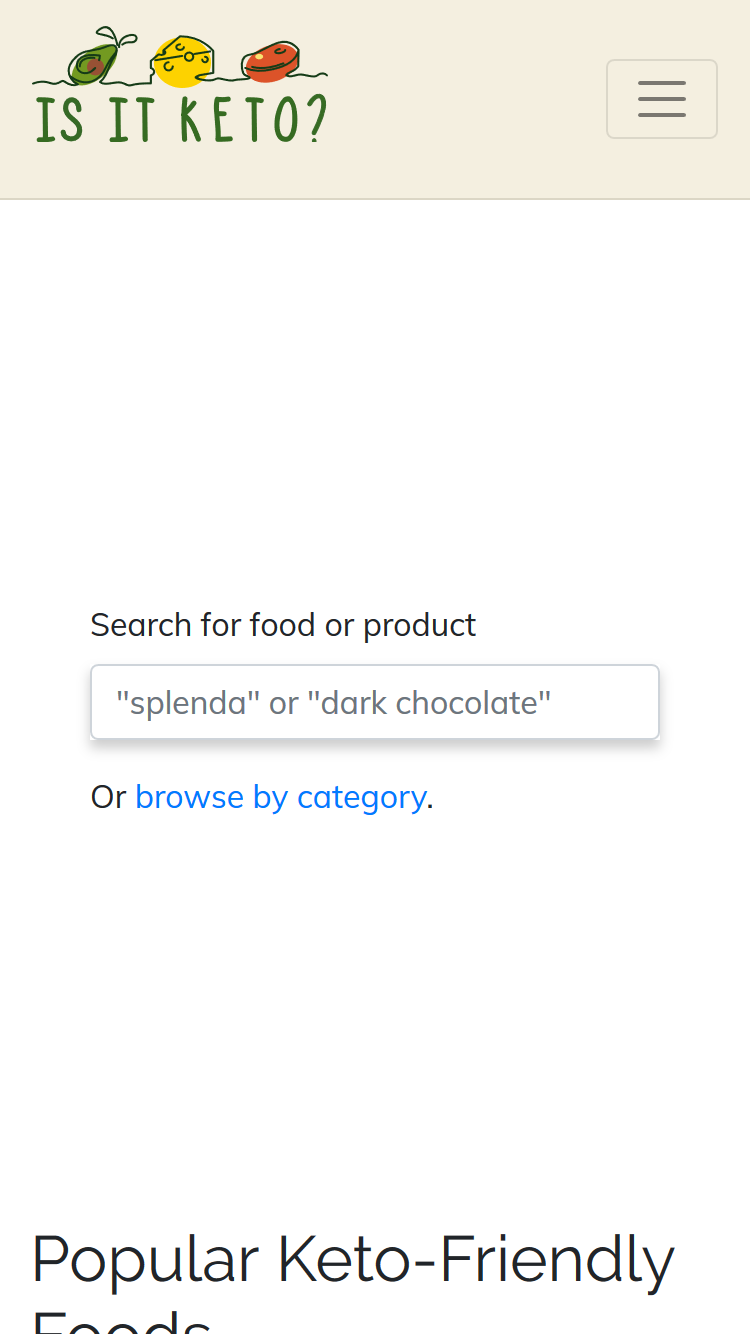 IS IT KETO?
Search for food or product
"splenda" or "dark chocolate"
Or browse by category.
Popular Keto-Friendly
Foods